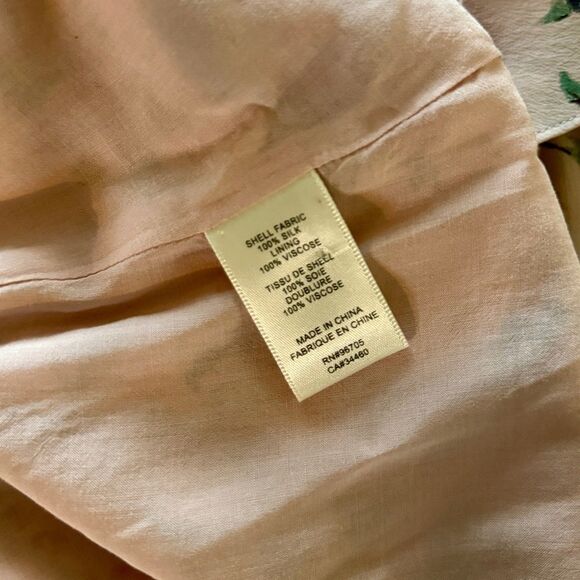 SHELL FABRIC
100% SILK
LINING
100% VISCOSE
TISSU DE SHELL
100% SOIE
DOUBLURE
100% VISCOSE
MADE IN CHINA
FABRIQUE EN CHINE
RN#96705
CA#34460